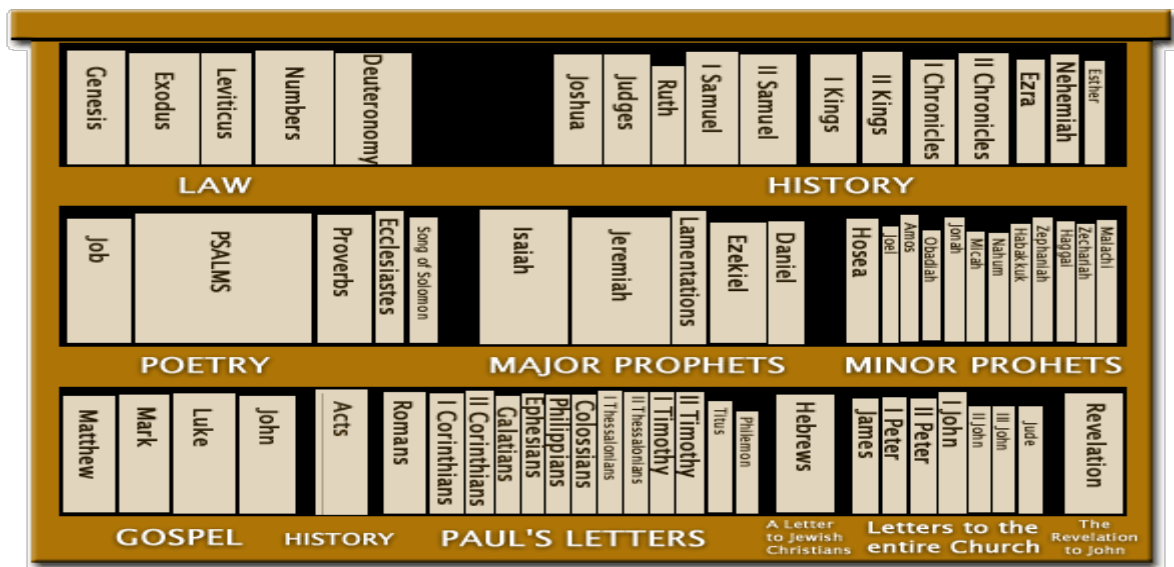 Genesis
Exodus
Leviticus
Numbers
Deuteronomy
Joshua
Judges
Ruth
I Samuel
II Samuel
I Kings
II Kings
I Chronicles
II Chronicles
Ezra
Nehemiah
Esther
LAW
HISTORY
Job
PSALMS
Proverbs
Ecclesiastes
Song of Solomon
Isaiah
Jeremiah
Lamentations
Ezekiel
Daniel
Hosea
Joel
Amos
Obadiah
Jonah
Micah
Nahum
Habakkuk
Zephaniah
Haggai
Zechariah
Malachi
POETRY
MAJOR PROPHETS
MINOR PROHETS
Matthew
Mark
Luke
John
Acts
Romans
I Corinthians
II Corinthians
Galatians
Ephesians
Philippians
Colossians
I Thessalonians
II Thessalonians
I Timothy
II Timothy
Titus
Philemon
Hebrews
James
I Peter
II Peter
I John
II John
III John
Jude
Revelation
GOSPEL
HISTORY
PAUL'S LETTERS
A Letter
to Jewish
Christians
Letters to the
entire Church
The
Revelation
to John